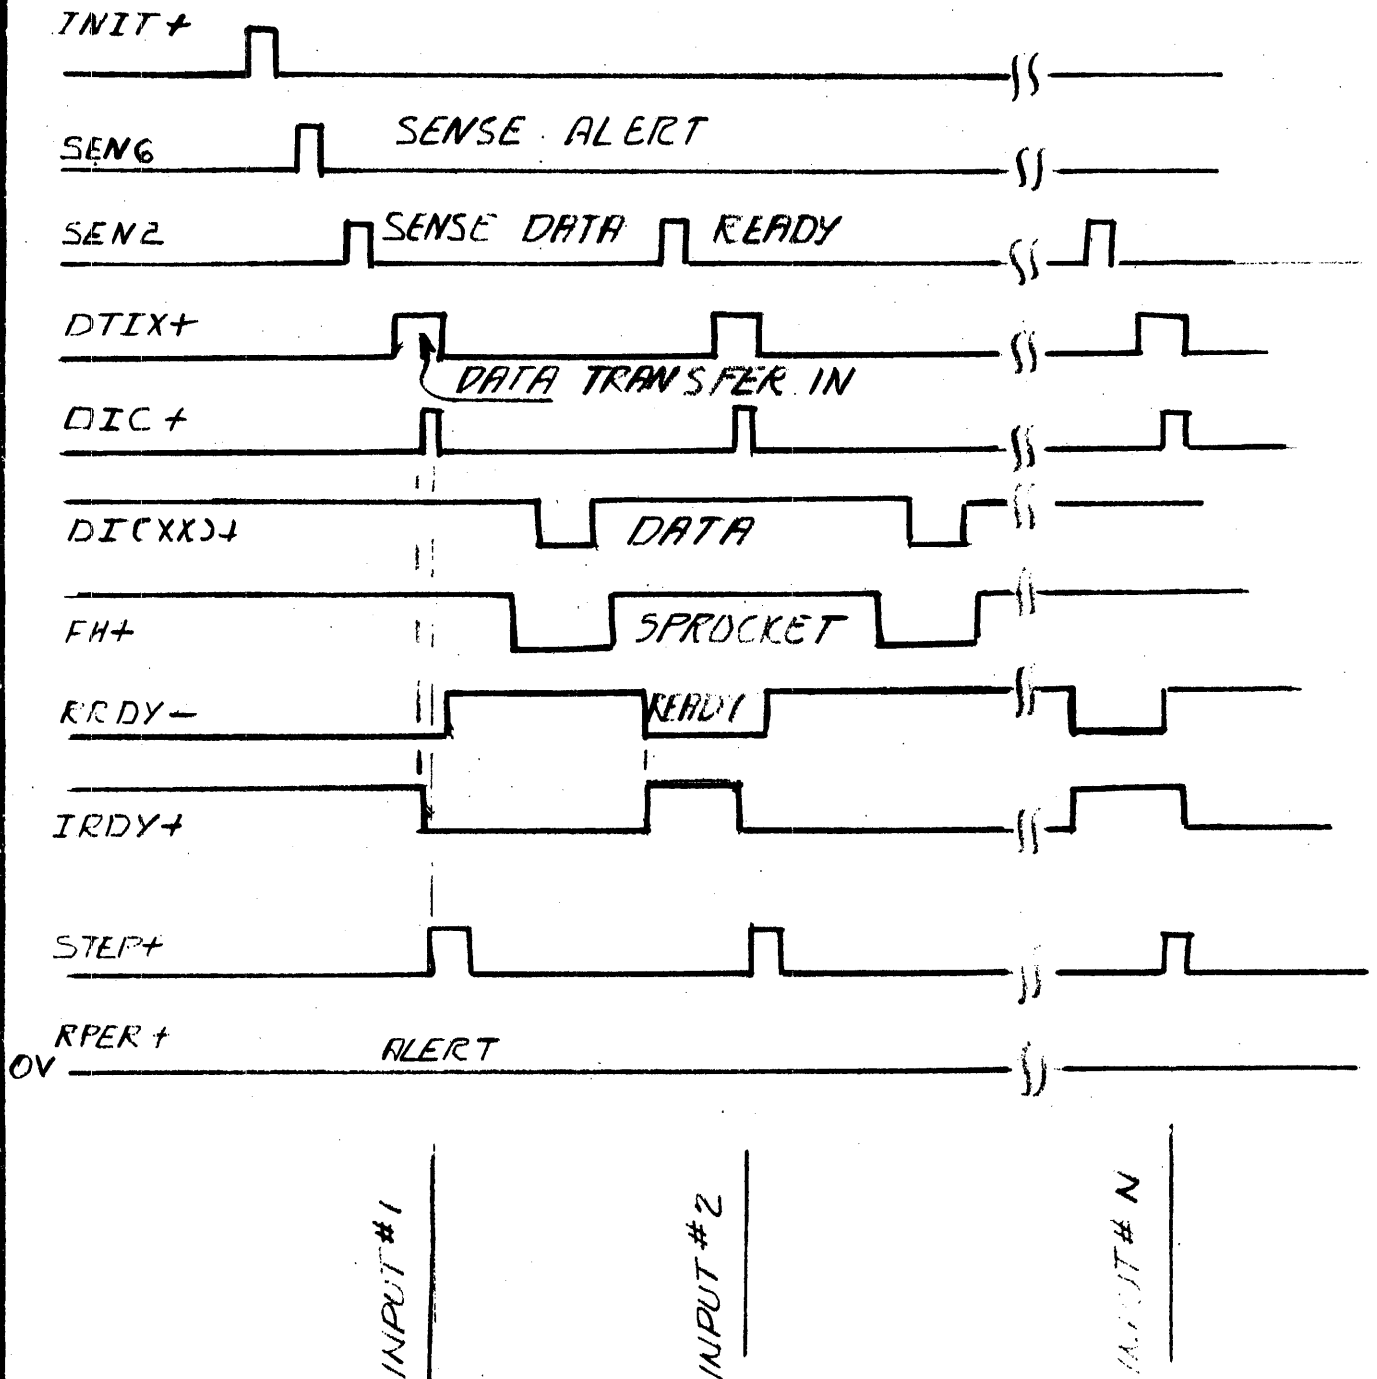 INIT+
SEN6 SENSE ALERT
SEN2 SENSE DATA READY
DTIX+
DATA TRANSFER IN
DIC+
DI(XX)+ DATA
FH+ SPROCKET
RRDY- READY
IRDY+
STEP+
RPER+ ALERT
0V
INPUT #1
INPUT #2
INPUT # N